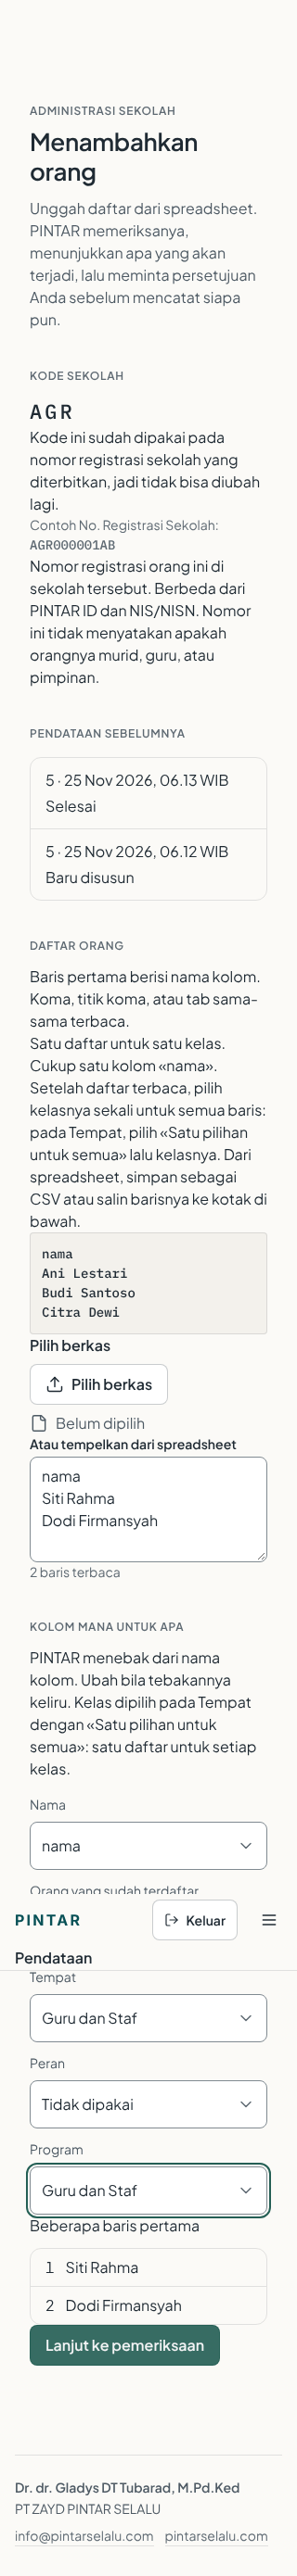 ADMINISTRASI SEKOLAH
Menambahkan
orang
Unggah daftar dari spreadsheet.
PINTAR memeriksanya,
menunjukkan apa yang akan
terjadi, lalu meminta persetujuan
Anda sebelum mencatat siapa
pun.
KODE SEKOLAH
AGR
Kode ini sudah dipakai pada
nomor registrasi sekolah yang
diterbitkan, jadi tidak bisa diubah
lagi.
Contoh No. Registrasi Sekolah:
AGR000001AB
Nomor registrasi orang ini di
sekolah tersebut. Berbeda dari
PINTAR ID dan NIS/NISN. Nomor
ini tidak menyatakan apakah
orangnya murid, guru, atau
pimpinan.
PENDATAAN SEBELUMNYA
5 · 25 Nov 2026, 06.13 WIB
Selesai
5 · 25 Nov 2026, 06.12 WIB
Baru disusun
DAFTAR ORANG
Baris pertama berisi nama kolom.
Koma, titik koma, atau tab sama-
sama terbaca.
Satu daftar untuk satu kelas.
Cukup satu kolom «nama».
Setelah daftar terbaca, pilih
kelasnya sekali untuk semua baris:
pada Tempat, pilih «Satu pilihan
untuk semua» lalu kelasnya. Dari
spreadsheet, simpan sebagai
CSV atau salin barisnya ke kotak di
bawah.
nama
Ani Lestari
Budi Santoso
Citra Dewi
Pilih berkas
Pilih berkas
Belum dipilih
Atau tempelkan dari spreadsheet
nama
Siti Rahma
Dodi Firmansyah
2 baris terbaca
KOLOM MANA UNTUK APA
PINTAR menebak dari nama
kolom. Ubah bila tebakannya
keliru. Kelas dipilih pada Tempat
dengan «Satu pilihan untuk
semua»: satu daftar untuk setiap
kelas.
Nama
nama
Orang yang sudah terdaftar
PINTAR
Keluar
Pendataan
Tempat
Guru dan Staf
Peran
Tidak dipakai
Program
Guru dan Staf
Beberapa baris pertama
1 Siti Rahma
2 Dodi Firmansyah
Lanjut ke pemeriksaan
Dr. dr. Gladys DT Tubarad, M.Pd.Ked
PT ZAYD PINTAR SELALU
info@pintarselalu.com pintarselalu.com